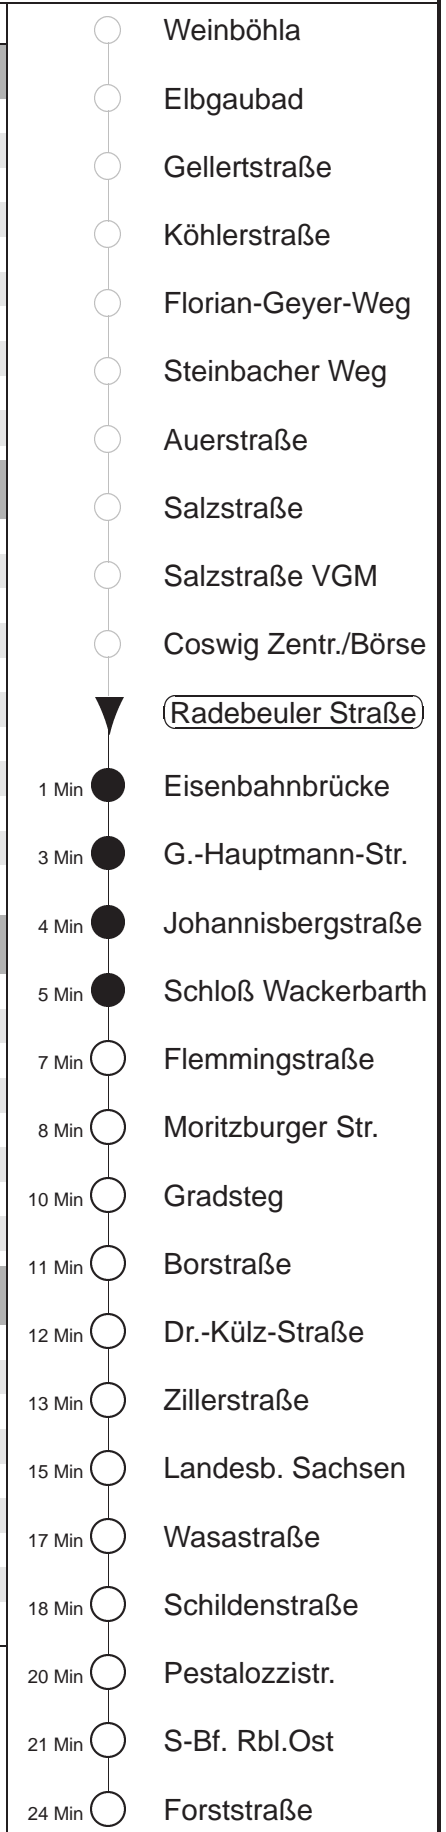 Weinböhla
Elbgaubad
Gellertstraße
Köhlerstraße
Florian-Geyer-Weg
Steinbacher Weg
Auerstraße
Salzstraße
Salzstraße VGM
Coswig Zentr./Börse
Radebeuler Straße
1 Min Eisenbahnbrücke
3 Min G.-Hauptmann-Str.
4 Min Johannisbergstraße
5 Min Schloß Wackerbarth
7 Min Flemmingstraße
8 Min Moritzburger Str.
10 Min Gradsteg
11 Min Borstraße
12 Min Dr.-Külz-Straße
13 Min Zillerstraße
15 Min Landesb. Sachsen
17 Min Wasastraße
18 Min Schildenstraße
20 Min Pestalozzistr.
21 Min S-Bf. Rbl.Ost
24 Min Forststraße